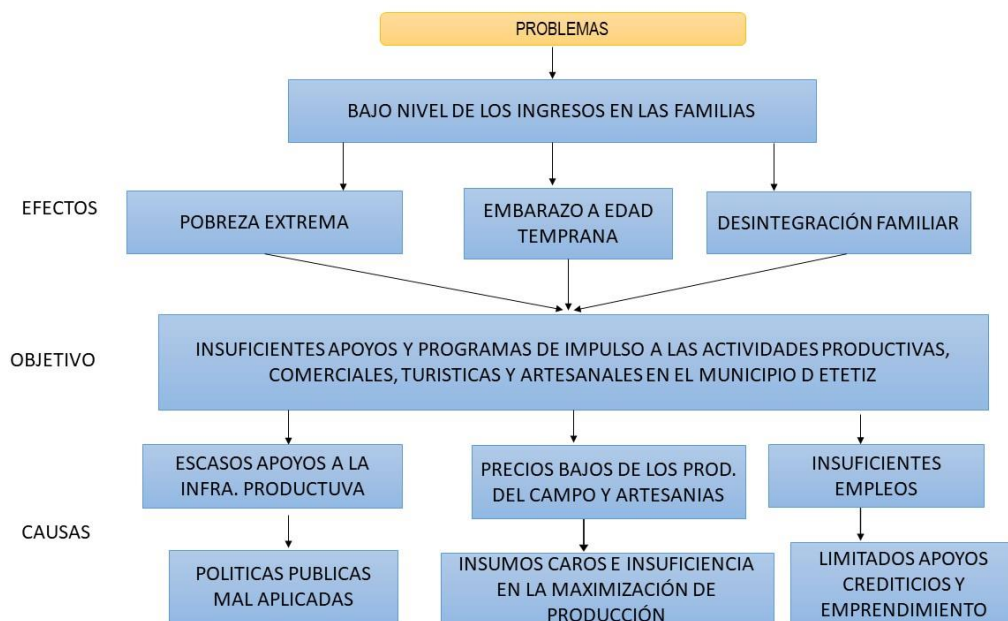 PROBLEMAS
BAJO NIVEL DE LOS INGRESOS EN LAS FAMILIAS
EFECTOS
POBREZA EXTREMA
EMBARAZO A EDAD
TEMPRANA
DESINTEGRACIÓN FAMILIAR
OBJETIVO
INSUFICIENTES APOYOS Y PROGRAMAS DE IMPULSO A LAS ACTIVIDADES PRODUCTIVAS,
COMERCIALES, TURISTICAS Y ARTESANALES EN EL MUNICIPIO D ETETIZ
ESCASOS APOYOS A LA
INFRA. PRODUCTUVA
PRECIOS BAJOS DE LOS PROD.
DEL CAMPO Y ARTESANIAS
INSUFICIENTES
EMPLEOS
CAUSAS
POLITICAS PUBLICAS
MAL APLICADAS
INSUMOS CAROS E INSUFICIENCIA
EN LA MAXIMIZACIÓN DE
PRODUCCIÓN
LIMITADOS APOYOS
CREDITICIOS Y
EMPRENDIMIENTO